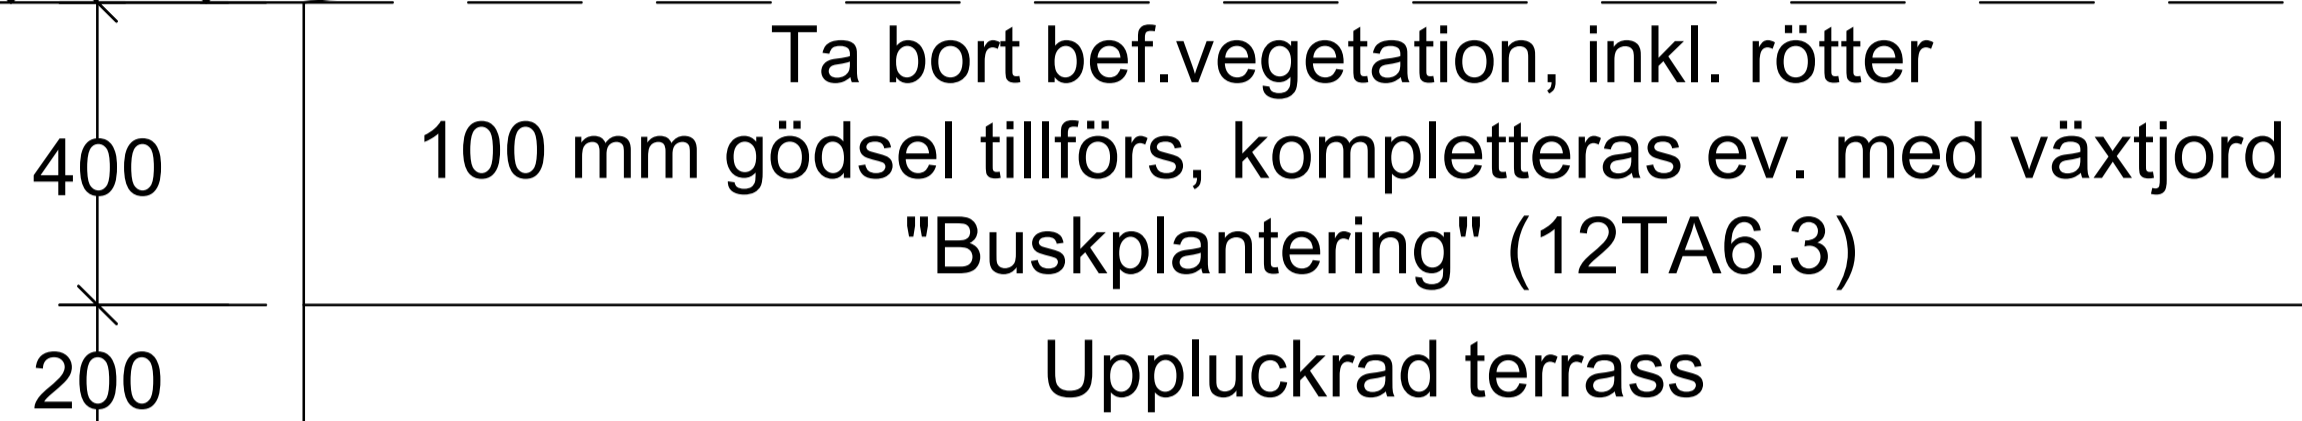 Ta bort bef.vegetation, inkl. rötter
400
100 mm gödsel tillförs, kompletteras ev. med växtjord
"Buskplantering" (12TA6.3)
200
Uppluckrad terrass